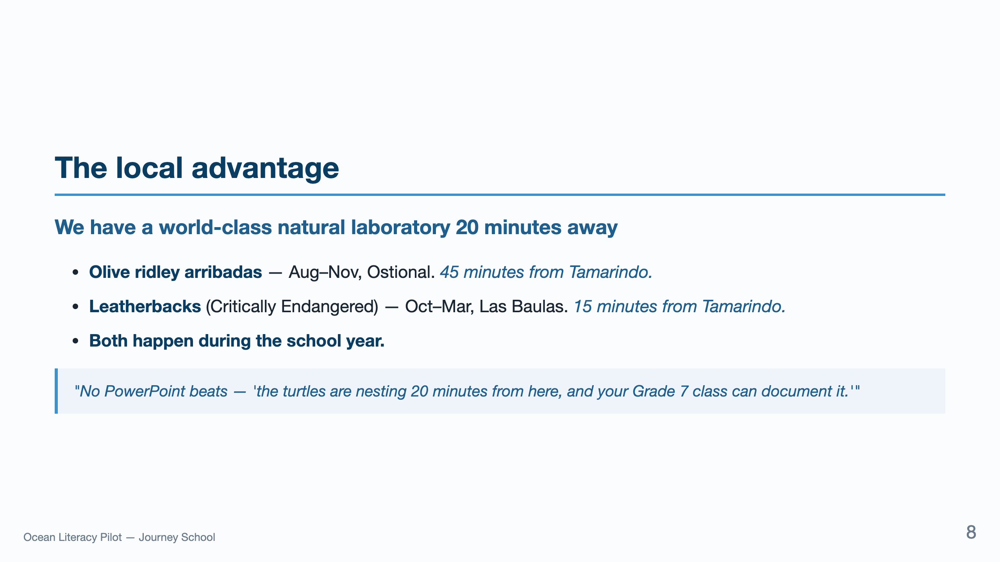 The local advantage
We have a world-class natural laboratory 20 minutes away
• Olive ridley arribadas — Aug–Nov, Ostional. 45 minutes from Tamarindo.
• Leatherbacks (Critically Endangered) — Oct–Mar, Las Baulas. 15 minutes from Tamarindo.
• Both happen during the school year.
"No PowerPoint beats — 'the turtles are nesting 20 minutes from here, and your Grade 7 class can document it.'"
Ocean Literacy Pilot — Journey School
8